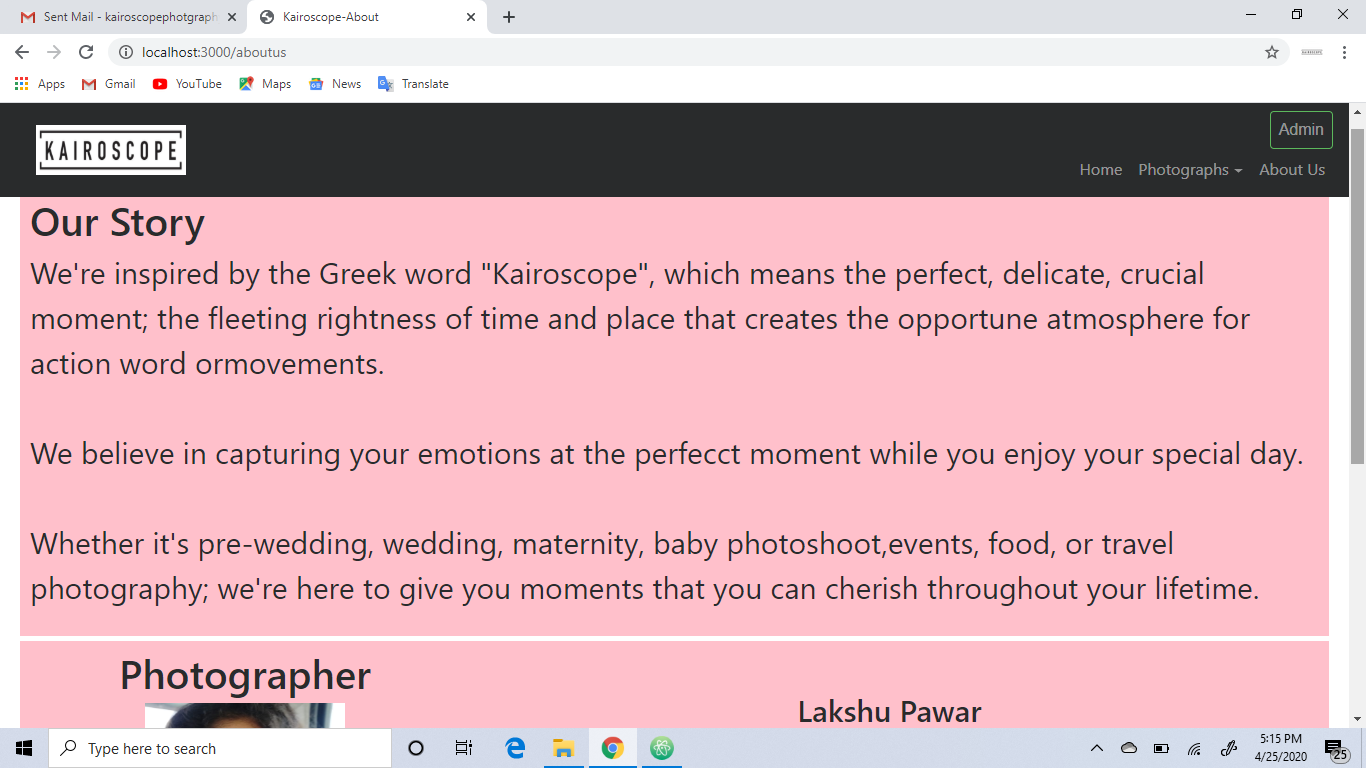 Sent Mail - kairoscopephotgraph
Kairoscope-About
localhost:3000/aboutus
Apps
Gmail
YouTube
Maps
News
Translate
KAIROSCOPE
Admin
Home
Photographs
About Us
Our Story
We're inspired by the Greek word "Kairoscope", which means the perfect, delicate, crucial
moment; the fleeting rightness of time and place that creates the opportune atmosphere for
action word ormovements.
We believe in capturing your emotions at the perfecct moment while you enjoy your special day.
Whether it's pre-wedding, wedding, maternity, baby photoshoot,events, food, or travel
photography; we're here to give you moments that you can cherish throughout your lifetime.
Photographer
Lakshu Pawar
Type here to search
5:15 PM
4/25/2020
25